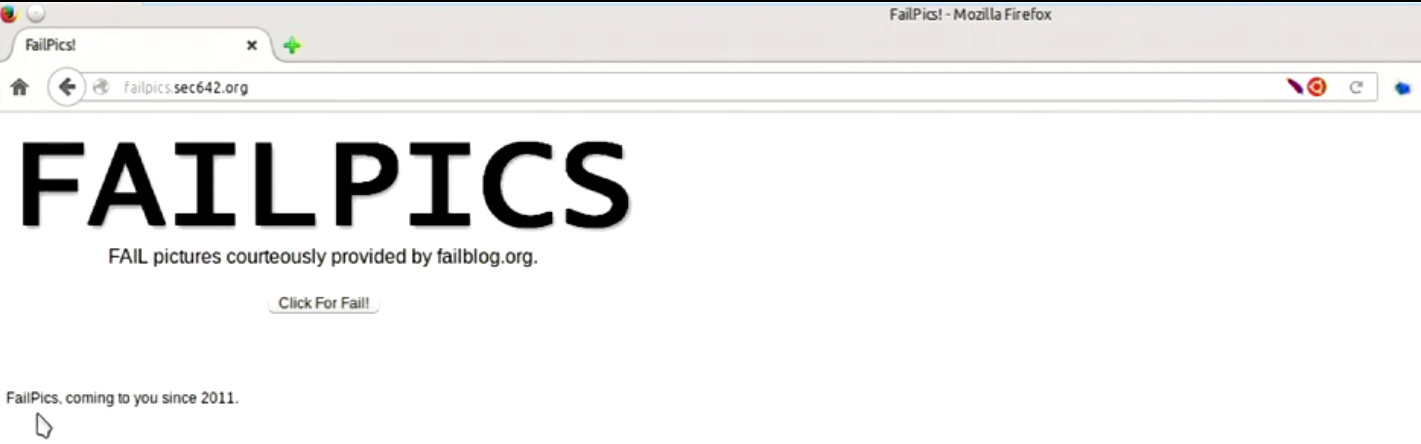 FailPics! - Mozilla Firefox
FailPics!
failpics.sec642.org
FAILPICS
FAIL pictures courteously provided by failblog.org.
Click For Fail!
FailPics, coming to you since 2011.